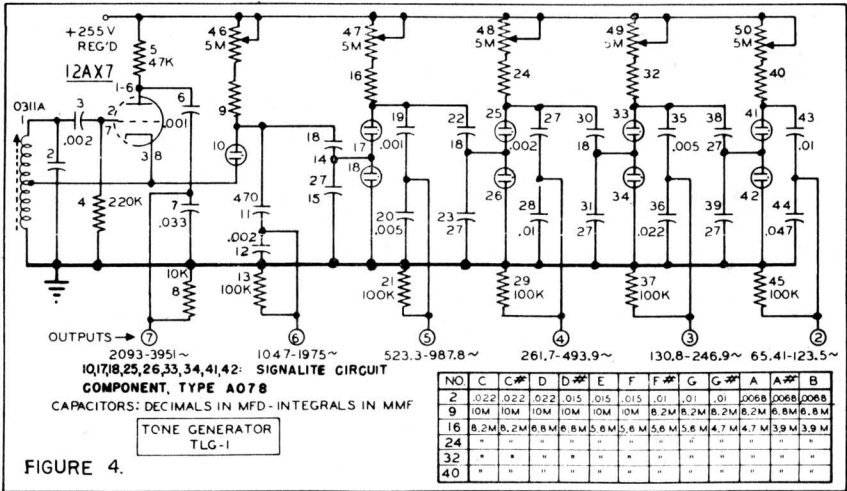 +255V
REG'D
12AX7
5
47K
1-6
6
.001
0311A
1
3
.002
2
7
2
3 8
4
220K
7
.033
10K
8
46
5M
9
10
470
11
.002
12
13
100K
18
14
27
15
47
5M
16
17
18
19
.001
20
.005
21
100K
22
18
23
27
48
5M
24
25
26
27
.002
28
.01
29
100K
30
18
31
27
49
5M
32
33
34
35
.005
36
.022
37
100K
38
27
39
27
50
5M
40
41
42
43
.01
44
.047
45
100K
OUTPUTS → 7 6 5 4 3 2
2093-3951~ 1047-1975~ 523.3-987.8~ 261.7-493.9~ 130.8-246.9~ 65.41-123.5~
10,17,18,25,26,33,34,41,42: SIGNALITE CIRCUIT
COMPONENT, TYPE A078
CAPACITORS: DECIMALS IN MFD-INTEGRALS IN MMF
TONE GENERATOR
TLG-1
FIGURE 4.
NO. C C# D D# E F F# G G# A A# B
2 .022 .022 .022 .015 .015 .015 .01 .01 .01 .0068 .0068 .0068
9 10M 10M 10M 10M 10M 10M 8.2M 8.2M 8.2M 8.2M 6.8M 6.8M
16 8.2M 8.2M 6.8M 6.8M 5.6M 5.6M 5.6M 5.6M 4.7M 4.7M 3.9M 3.9M
24 " " " " " " " " " " " "
32 " " " " " " " " " " " "
40 " " " " " " " " " " " "